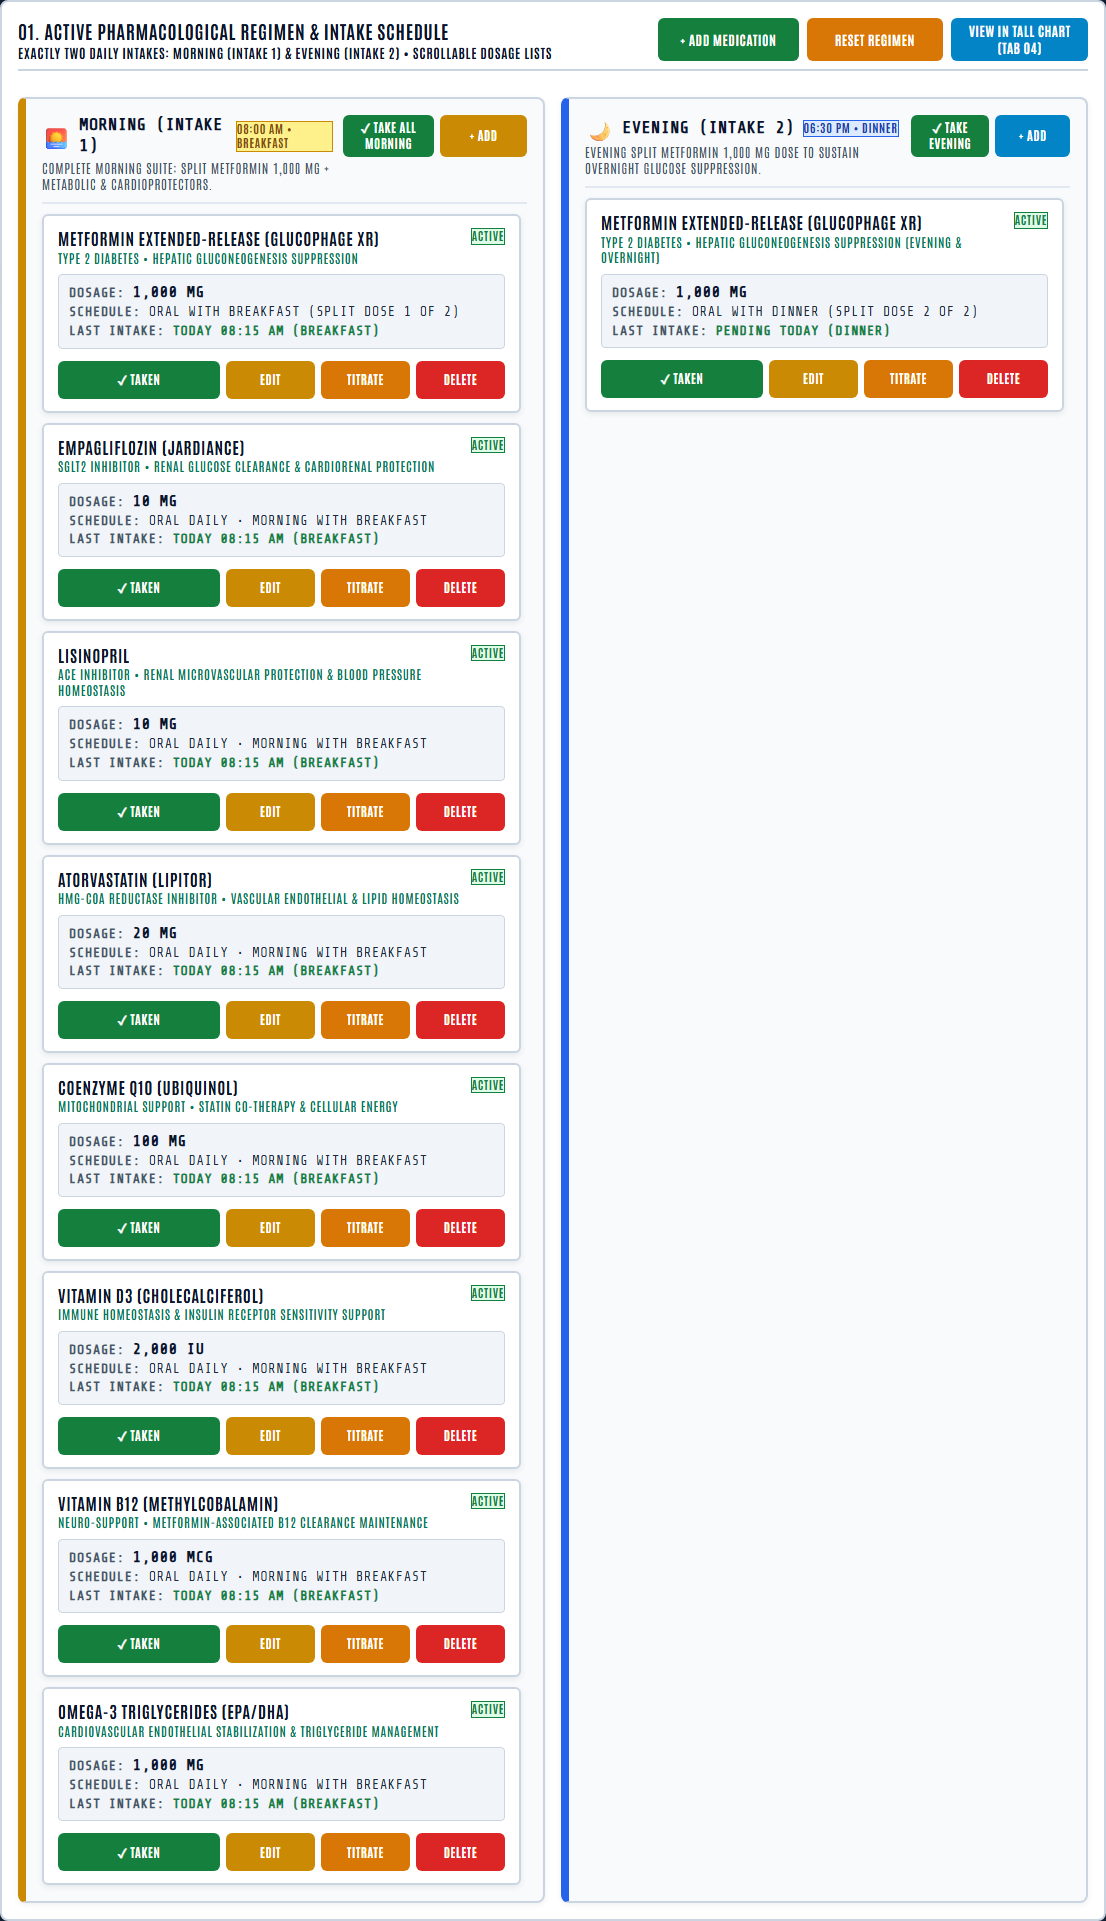 01. ACTIVE PHARMACOLOGICAL REGIMEN & INTAKE SCHEDULE
EXACTLY TWO DAILY INTAKES: MORNING (INTAKE 1) & EVENING (INTAKE 2) • SCROLLABLE DOSAGE LISTS
+ ADD MEDICATION
RESET REGIMEN
VIEW IN TALL CHART
(TAB 04)
MORNING (INTAKE
1)
08:00 AM •
BREAKFAST
✓ TAKE ALL
MORNING
+ ADD
COMPLETE MORNING SUITE: SPLIT METFORMIN 1,000 MG +
METABOLIC & CARDIOPROTECTORS.
METFORMIN EXTENDED-RELEASE (GLUCOPHAGE XR)
ACTIVE
TYPE 2 DIABETES • HEPATIC GLUCONEOGENESIS SUPPRESSION
DOSAGE: 1,000 MG
SCHEDULE: ORAL WITH BREAKFAST (SPLIT DOSE 1 OF 2)
LAST INTAKE: TODAY 08:15 AM (BREAKFAST)
✓ TAKEN
EDIT
TITRATE
DELETE
EMPAGLIFLOZIN (JARDIANCE)
ACTIVE
SGLT2 INHIBITOR • RENAL GLUCOSE CLEARANCE & CARDIORENAL PROTECTION
DOSAGE: 10 MG
SCHEDULE: ORAL DAILY · MORNING WITH BREAKFAST
LAST INTAKE: TODAY 08:15 AM (BREAKFAST)
✓ TAKEN
EDIT
TITRATE
DELETE
LISINOPRIL
ACTIVE
ACE INHIBITOR • RENAL MICROVASCULAR PROTECTION & BLOOD PRESSURE
HOMEOSTASIS
DOSAGE: 10 MG
SCHEDULE: ORAL DAILY · MORNING WITH BREAKFAST
LAST INTAKE: TODAY 08:15 AM (BREAKFAST)
✓ TAKEN
EDIT
TITRATE
DELETE
ATORVASTATIN (LIPITOR)
ACTIVE
HMG-COA REDUCTASE INHIBITOR • VASCULAR ENDOTHELIAL & LIPID HOMEOSTASIS
DOSAGE: 20 MG
SCHEDULE: ORAL DAILY · MORNING WITH BREAKFAST
LAST INTAKE: TODAY 08:15 AM (BREAKFAST)
✓ TAKEN
EDIT
TITRATE
DELETE
COENZYME Q10 (UBIQUINOL)
ACTIVE
MITOCHONDRIAL SUPPORT • STATIN CO-THERAPY & CELLULAR ENERGY
DOSAGE: 100 MG
SCHEDULE: ORAL DAILY · MORNING WITH BREAKFAST
LAST INTAKE: TODAY 08:15 AM (BREAKFAST)
✓ TAKEN
EDIT
TITRATE
DELETE
VITAMIN D3 (CHOLECALCIFEROL)
ACTIVE
IMMUNE HOMEOSTASIS & INSULIN RECEPTOR SENSITIVITY SUPPORT
DOSAGE: 2,000 IU
SCHEDULE: ORAL DAILY · MORNING WITH BREAKFAST
LAST INTAKE: TODAY 08:15 AM (BREAKFAST)
✓ TAKEN
EDIT
TITRATE
DELETE
VITAMIN B12 (METHYLCOBALAMIN)
ACTIVE
NEURO-SUPPORT • METFORMIN-ASSOCIATED B12 CLEARANCE MAINTENANCE
DOSAGE: 1,000 MCG
SCHEDULE: ORAL DAILY · MORNING WITH BREAKFAST
LAST INTAKE: TODAY 08:15 AM (BREAKFAST)
✓ TAKEN
EDIT
TITRATE
DELETE
OMEGA-3 TRIGLYCERIDES (EPA/DHA)
ACTIVE
CARDIOVASCULAR ENDOTHELIAL STABILIZATION & TRIGLYCERIDE MANAGEMENT
DOSAGE: 1,000 MG
SCHEDULE: ORAL DAILY · MORNING WITH BREAKFAST
LAST INTAKE: TODAY 08:15 AM (BREAKFAST)
✓ TAKEN
EDIT
TITRATE
DELETE
EVENING (INTAKE 2)
06:30 PM • DINNER
✓ TAKE
EVENING
+ ADD
EVENING SPLIT METFORMIN 1,000 MG DOSE TO SUSTAIN
OVERNIGHT GLUCOSE SUPPRESSION.
METFORMIN EXTENDED-RELEASE (GLUCOPHAGE XR)
ACTIVE
TYPE 2 DIABETES • HEPATIC GLUCONEOGENESIS SUPPRESSION (EVENING &
OVERNIGHT)
DOSAGE: 1,000 MG
SCHEDULE: ORAL WITH DINNER (SPLIT DOSE 2 OF 2)
LAST INTAKE: PENDING TODAY (DINNER)
✓ TAKEN
EDIT
TITRATE
DELETE